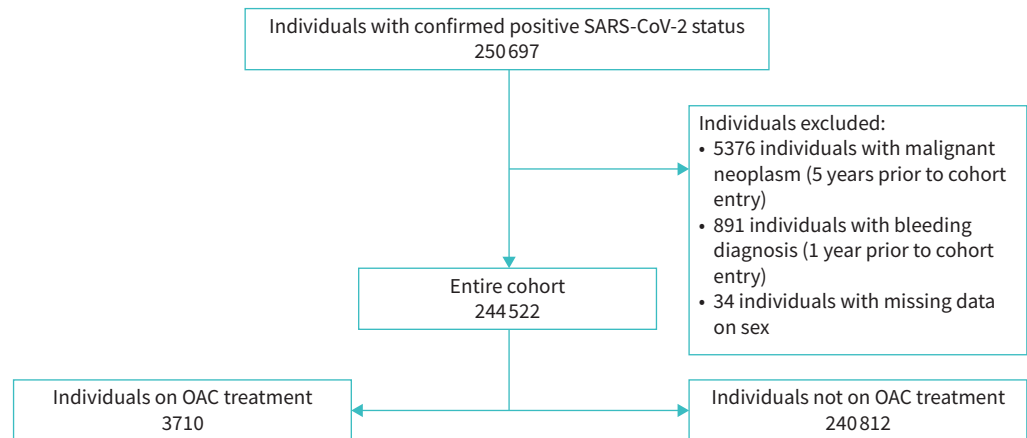 Individuals with confirmed positive SARS-CoV-2 status
250 697
Individuals excluded:
• 5376 individuals with malignant
neoplasm (5 years prior to cohort
entry)
• 891 individuals with bleeding
diagnosis (1 year prior to cohort
entry)
• 34 individuals with missing data
on sex
Entire cohort
244 522
Individuals on OAC treatment
3710
Individuals not on OAC treatment
240 812